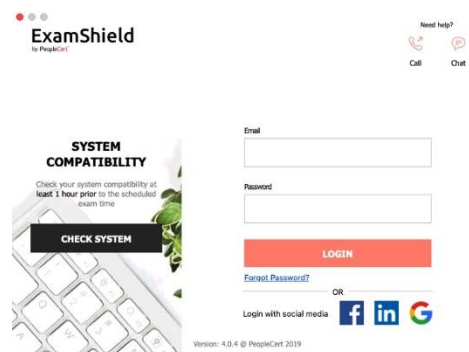 ExamShield
by PeopleCert
Need help?
Call
Chat
SYSTEM
COMPATIBILITY
Check your system compatibility at
least 1 hour prior to the scheduled
exam time
CHECK SYSTEM
Email
Password
LOGIN
Forgot Password?
OR
Login with social media
Version: 4.0.4 @ PeopleCert 2019